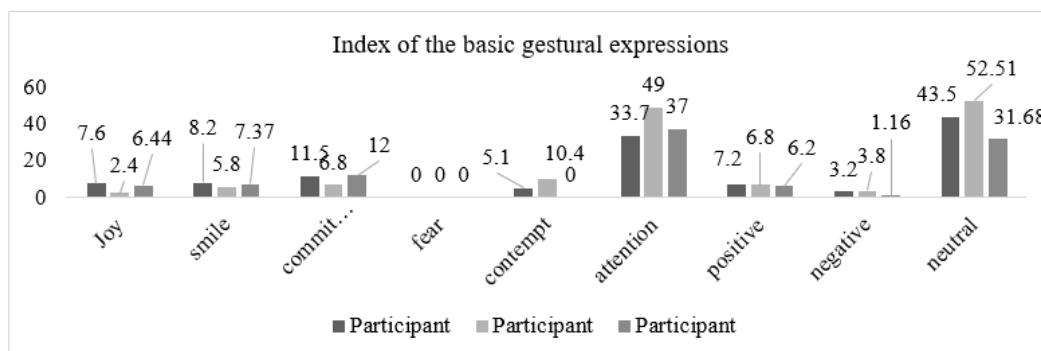 Index of the basic gestural expressions
60
40
20
0
7.6
2.4
6.44
8.2
5.8
7.37
11.5
6.8
12
0
0
0
5.1
10.4
0
33.7
49
37
7.2
6.8
6.2
3.2
3.8
1.16
43.5
52.51
31.68
Joy
smile
commit...
fear
contempt
attention
positive
negative
neutral
Participant
Participant
Participant